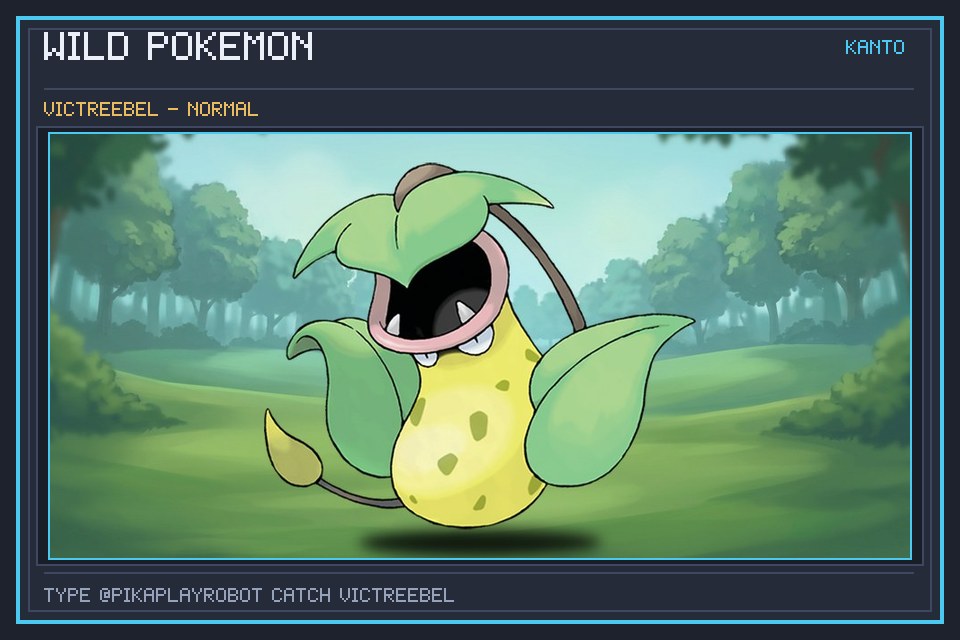 WILD POKEMON
KANTO
VICTREEBEL - NORMAL
TYPE @PIKAPLAYROBOT CATCH VICTREEBEL